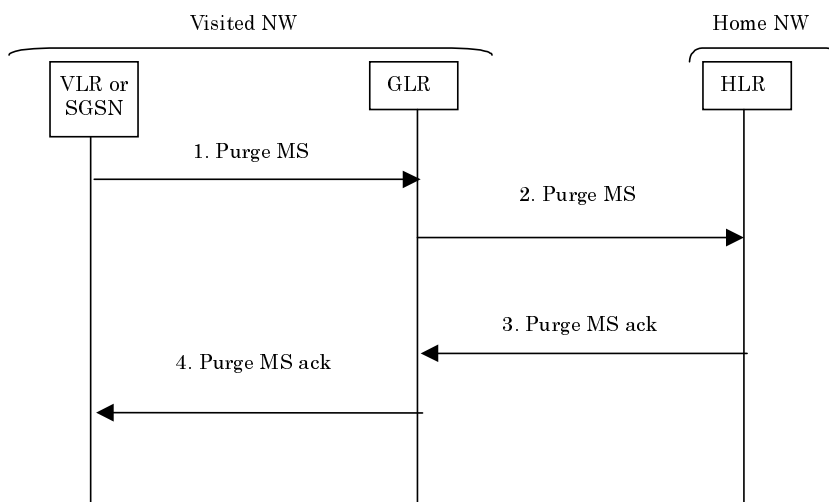 Visited NW
Home NW
VLR or
SGSN
GLR
HLR
1. Purge MS
2. Purge MS
3. Purge MS ack
4. Purge MS ack